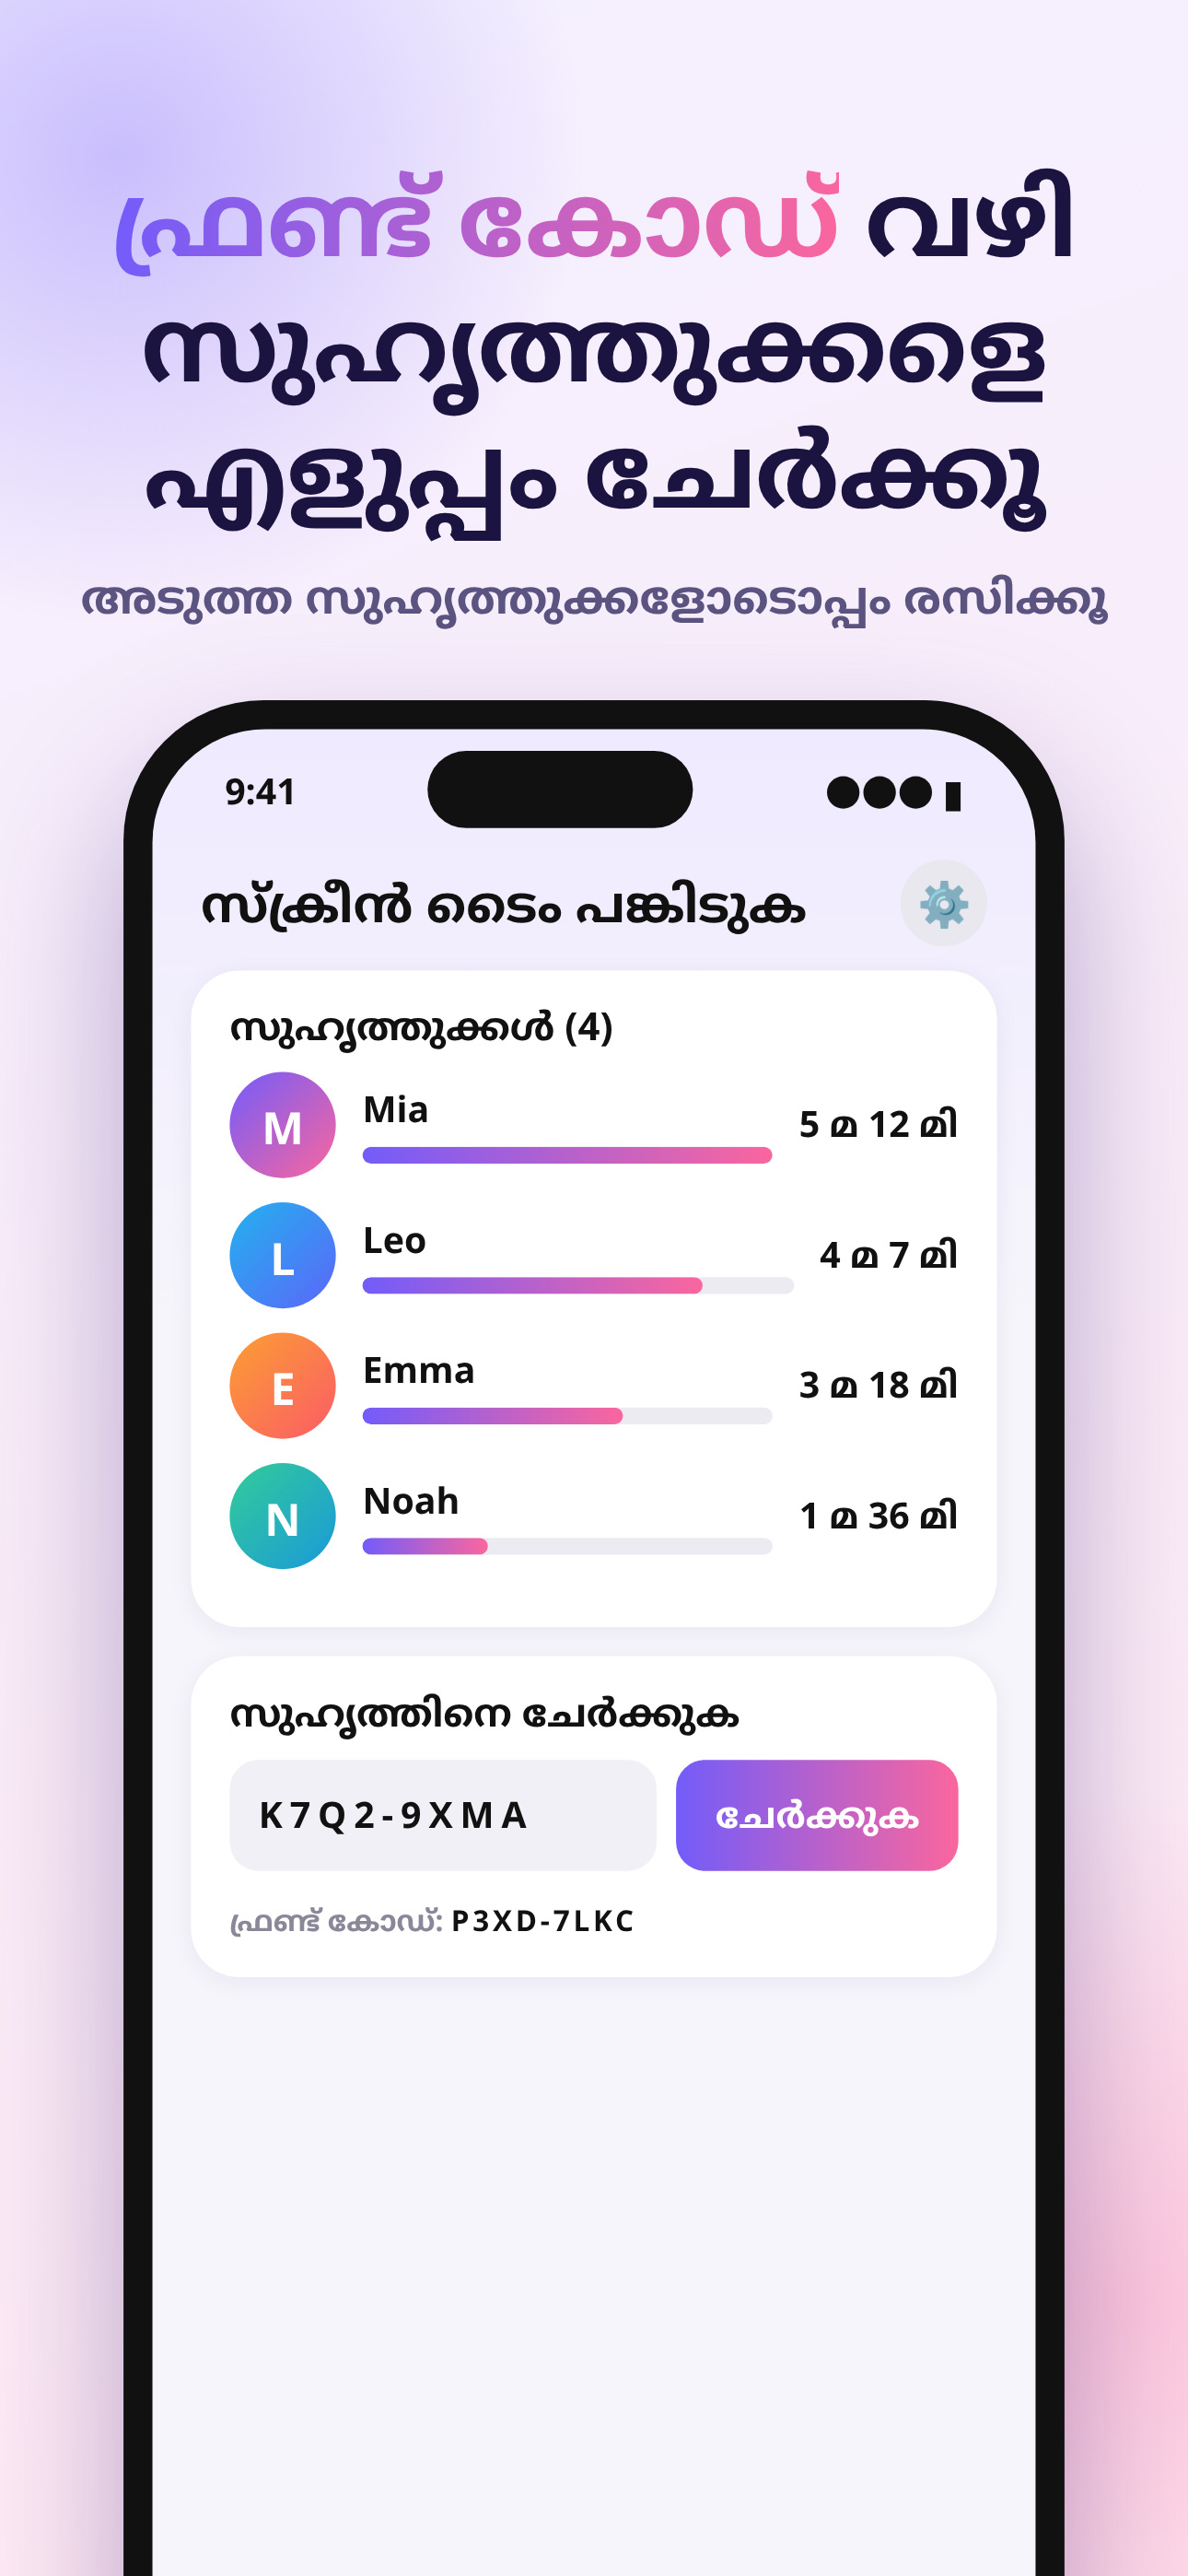 ഫ്രണ്ട് കോഡ് വഴി
സുഹൃത്തുക്കളെ
എളുപ്പം ചേർക്കൂ
അടുത്ത സുഹൃത്തുക്കളോടൊപ്പം രസിക്കൂ
9:41
സ്ക്രീൻ ടൈം പങ്കിടുക
സുഹൃത്തുക്കൾ (4)
M
Mia
5 മ 12 മി
L
Leo
4 മ 7 മി
E
Emma
3 മ 18 മി
N
Noah
1 മ 36 മി
സുഹൃത്തിനെ ചേർക്കുക
K7Q2-9XMA
ചേർക്കുക
ഫ്രണ്ട് കോഡ്: P3XD-7LKC